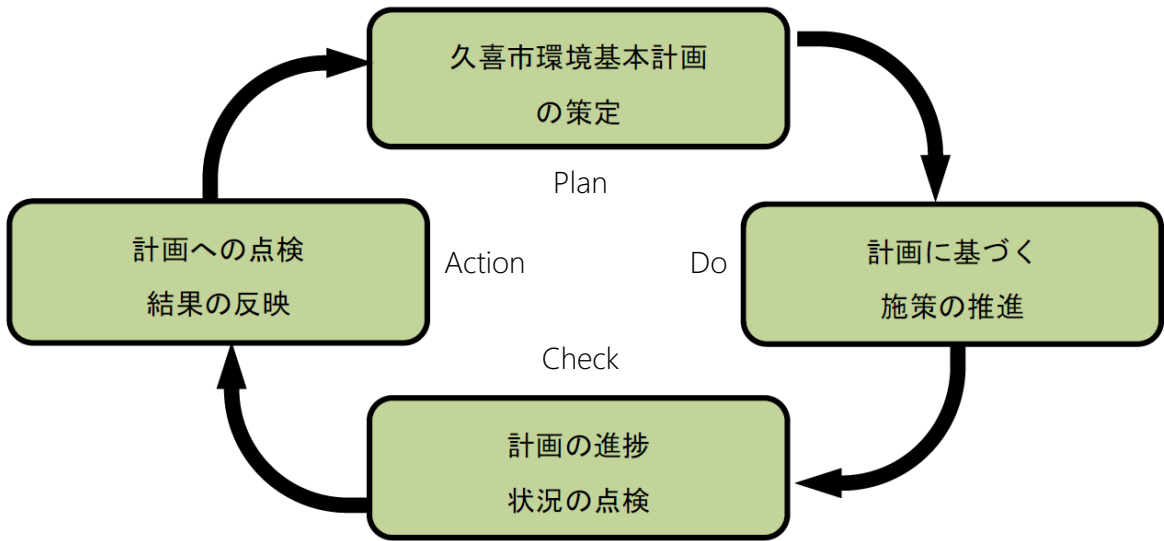 久喜市環境基本計画
の策定
Plan
計画への点検
結果の反映
Action
Do
計画に基づく
施策の推進
Check
計画の進捗
状況の点検